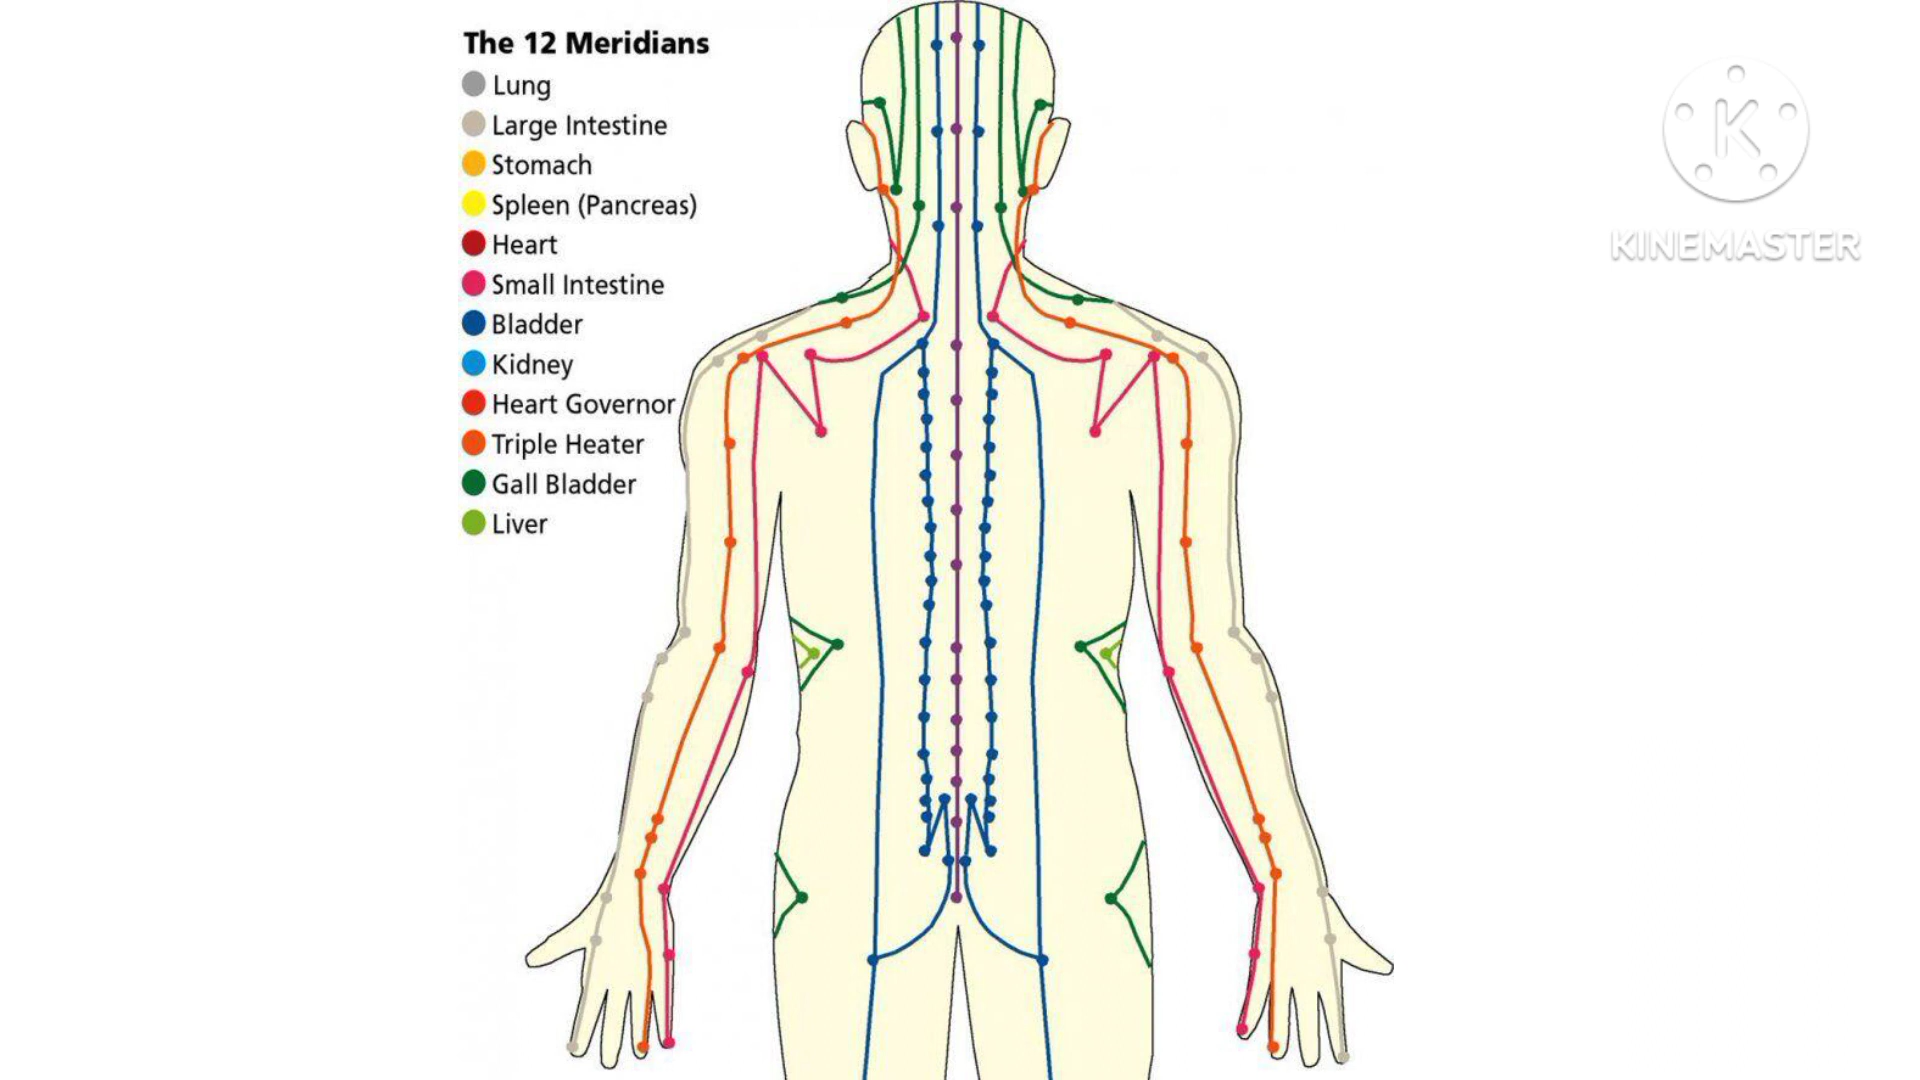 The 12 Meridians
Lung
Large Intestine
Stomach
Spleen (Pancreas)
Heart
Small Intestine
Bladder
Kidney
Heart Governor
Triple Heater
Gall Bladder
Liver
K
KINEMASTER